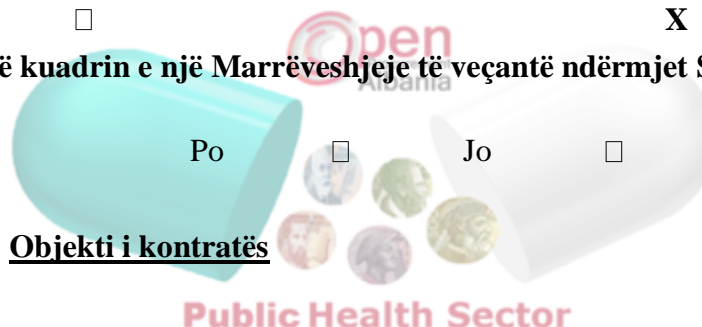 ☐ X
ë kuadrin e një Marrëveshjeje të veçantë ndërmjet S
Open
Albania
Po ☐ Jo ☐
Objekti i kontratës
Public Health Sector